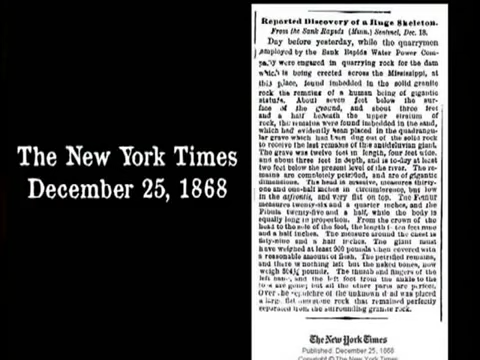 The New York Times
December 25, 1868
Reported Discovery of a Huge Skeleton.
From the Sauk Rapids (Minn.) Sentinel, Dec. 18.
Day before yesterday, while the quarrymen
employed by the Sauk Rapids Water Power Com-
pany were engaged in quarrying rock for the dam
which is being erected across the Mississippi, at
this place, found imbedded in the solid granite
rock the remains of a human being of gigantic
stature. About seven feet below the sur-
face of the ground, and about three feet
and a half beneath the upper stratum of
rock, the remains were found imbedded in the sand,
which had evidently been placed in the quadrangu-
lar grave which had been dug out of the solid rock
to receive the last remains of this antediluvian giant.
The grave was twelve feet in length, four feet wide,
and about three feet in depth, and is to-day at least
two feet below the present level of the river. The re-
mains are completely petrified, and are of gigantic
dimensions. The head is massive, measures thirty-
one and one-half inches in circumference, but low
in the osfrontis, and very flat on top. The Femur
measures twenty-six and a quarter inches, and the
Fibula twenty-five and a half, while the body is
equally long in proportion. From the crown of the
head to the sole of the foot, the length is ten feet nine
and a half inches. The measure around the chest is
fifty-nine and a half inches. The giant must
have weighed at least 900 pounds when covered with
a reasonable amount of flesh. The petrified remains,
and there is nothing left but the naked bones, now
weigh 304¼ pounds. The thumb and fingers of the
left hand, and the left foot from the ankle to the
toes are gone; but all the other parts are perfect.
Over the sepulchre of the unknown dead was placed
a large flat limestone rock that remained perfectly
separated from the surrounding granite rock.
The New York Times
Published: December 25, 1868
Copyright © The New York Times